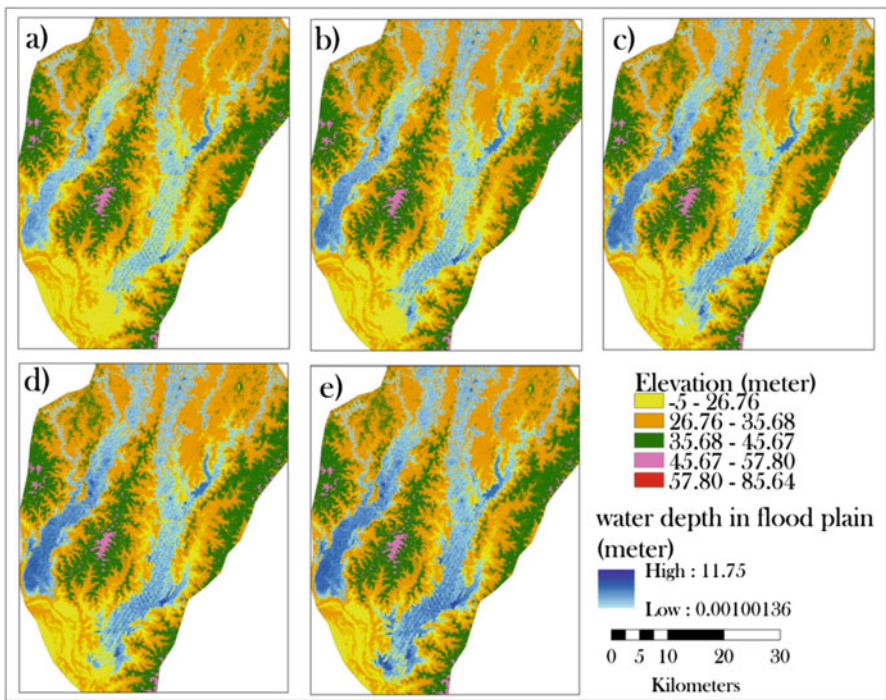 a)
b)
c)
d)
e)
Elevation (meter)
-5 - 26.76
26.76 - 35.68
35.68 - 45.67
45.67 - 57.80
57.80 - 85.64
water depth in flood plain
(meter)
High : 11.75
Low : 0.00100136
0 5 10 20 30
Kilometers